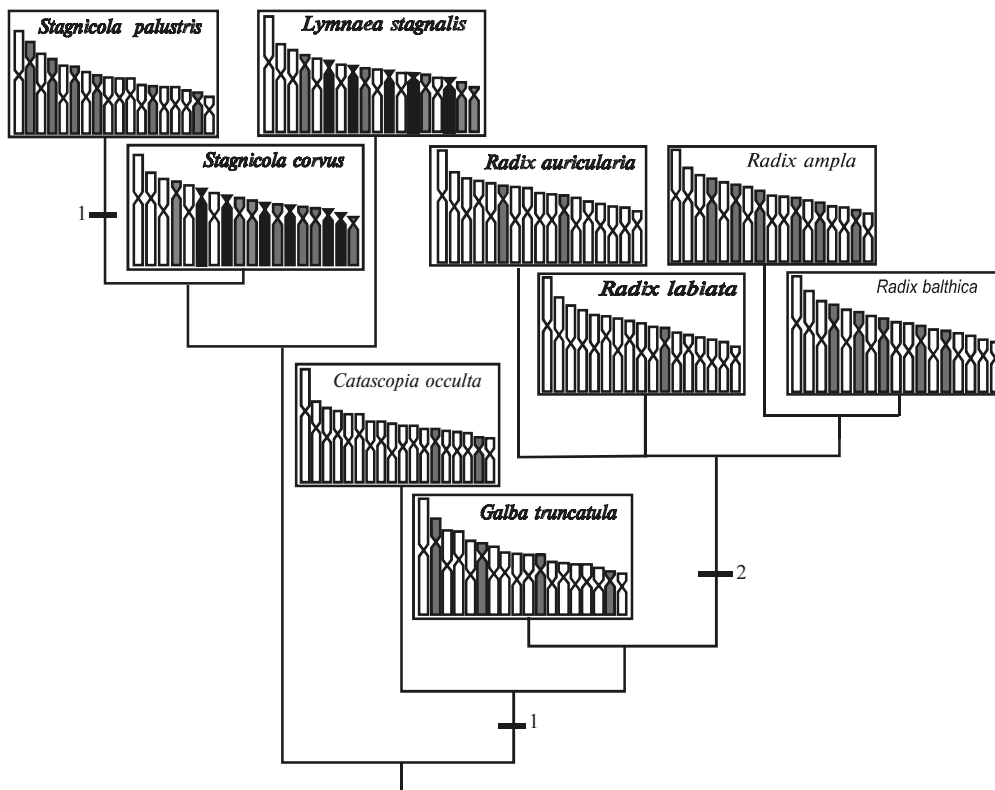 Stagnicola palustris
Lymnaea stagnalis
Stagnicola corvus
Radix auricularia
Radix ampla
1
Radix labiata
Radix balthica
Catascopia occulta
Galba truncatula
2
1